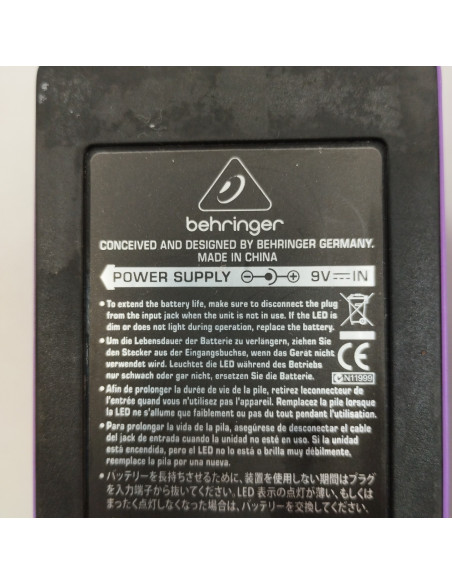 behringer
CONCEIVED AND DESIGNED BY BEHRINGER GERMANY.
MADE IN CHINA
POWER SUPPLY - + 9V IN
• To extend the battery life, make sure to disconnect the plug
from the input jack when the unit is not in use. If the LED is
dim or does not light during operation, replace the battery.
• Um die Lebensdauer der Batterie zu verlängern, ziehen Sie
den Stecker aus der Eingangsbuchse, wenn das Gerät nicht
verwendet wird. Leuchtet die LED während des Betriebs
nur schwach oder gar nicht, ersetzen Sie die Batterie.
CE
N11999
• Afin de prolonger la durée de vie de la pile, retirez leconnecteur de
l'entrée quand vous n'utilisez pas l'appareil. Remplacez la pile lorsque
la LED ne s'allume que faiblement ou pas du tout pendant l'utilisation.
• Para prolongar la vida de la pila, asegúrese de desconectar el cable
del jack de entrada cuando la unidad no esté en uso. Si la unidad
está encendida, pero el LED no lo está o brilla muy débilmente,
reemplace la pila por una nueva.
• バッテリーを長持ちさせるために、装置を使用しない期間はプラグ
を入力端子から抜いてください。LED 表示の点灯が薄い、もしくは
まったく点灯しなくなった場合は、バッテリーを交換してください。